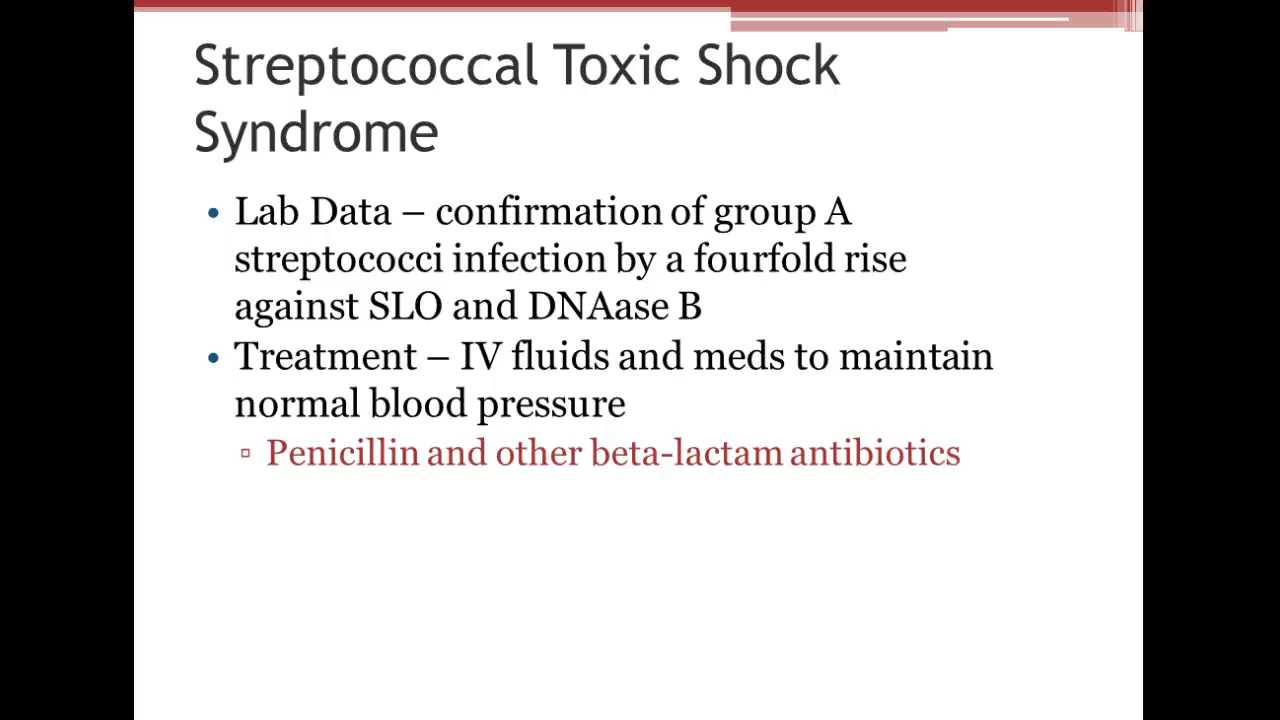 Streptococcal Toxic Shock
Syndrome
• Lab Data – confirmation of group A
streptococci infection by a fourfold rise
against SLO and DNAase B
• Treatment – IV fluids and meds to maintain
normal blood pressure
▫ Penicillin and other beta-lactam antibiotics